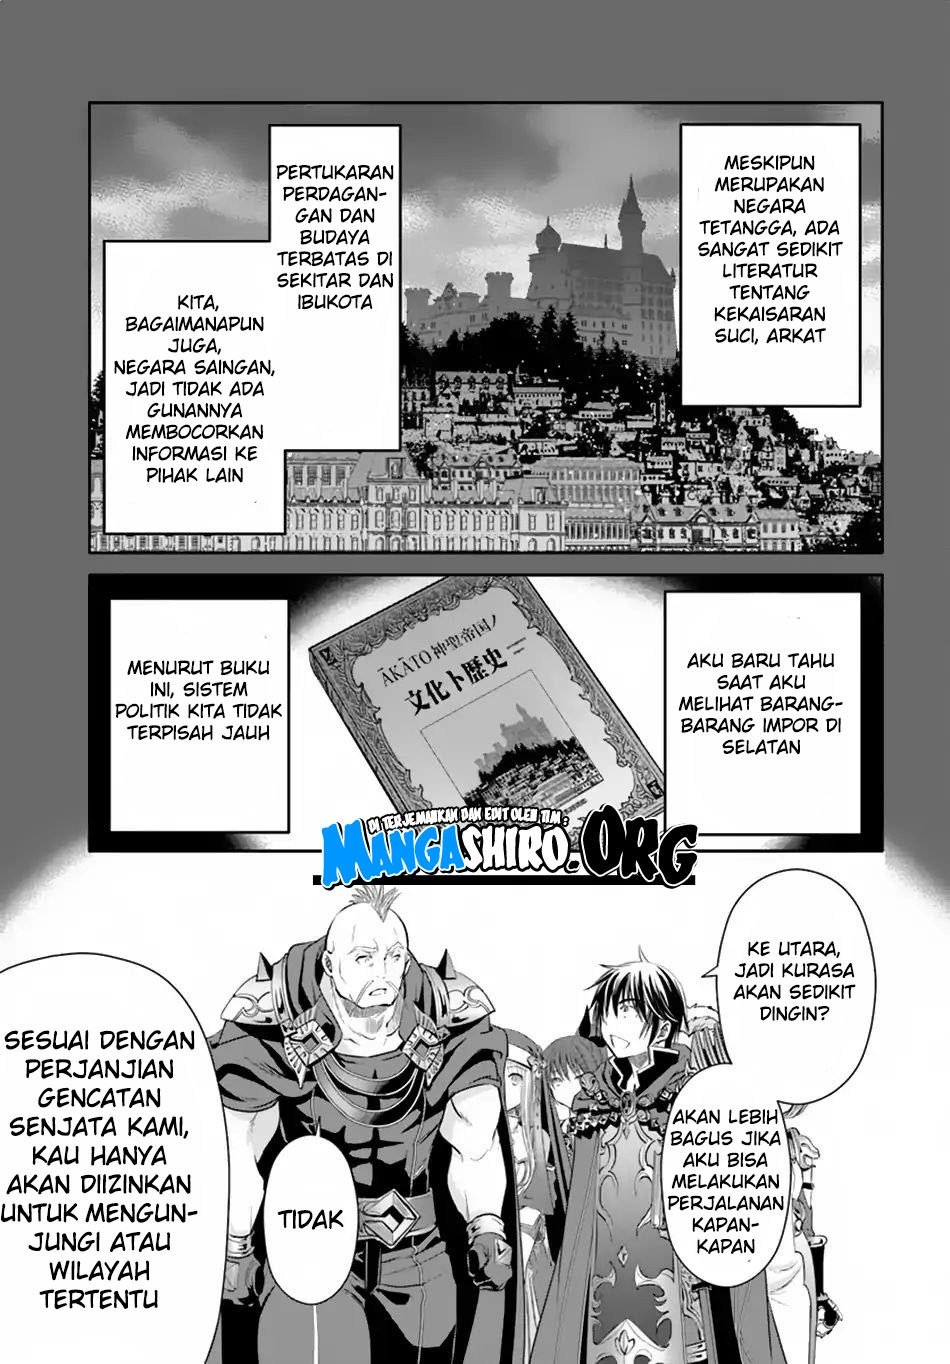 MESKIPUN
MERUPAKAN
NEGARA
TETANGGA, ADA
SANGAT SEDIKIT
LITERATUR
TENTANG
KEKAISARAN
SUCI, ARKAT
PERTUKARAN
PERDAGAN-
GAN DAN
BUDAYA
TERBATAS DI
SEKITAR DAN
IBUKOTA
KITA,
BAGAIMANAPUN
JUGA,
NEGARA SAINGAN,
JADI TIDAK ADA
GUNANNYA
MEMBOCORKAN
INFORMASI KE
PIHAK LAIN
AKU BARU TAHU
SAAT AKU
MELIHAT BARANG-
BARANG IMPOR DI
SELATAN
ĀKĀTO神聖帝国ノ
文化ト歴史
MENURUT BUKU
INI, SISTEM
POLITIK KITA TIDAK
TERPISAH JAUH
DI TERJEMAHKAN DAN EDIT OLEH TIM :
MANGASHIRO.ORG
KE UTARA,
JADI KURASA
AKAN SEDIKIT
DINGIN?
AKAN LEBIH
BAGUS JIKA
AKU BISA
MELAKUKAN
PERJALANAN
KAPAN-
KAPAN
TIDAK
SESUAI DENGAN
PERJANJIAN
GENCATAN
SENJATA KAMI,
KAU HANYA
AKAN DIIZINKAN
UNTUK MENGUN-
JUNGI ATAU
WILAYAH
TERTENTU